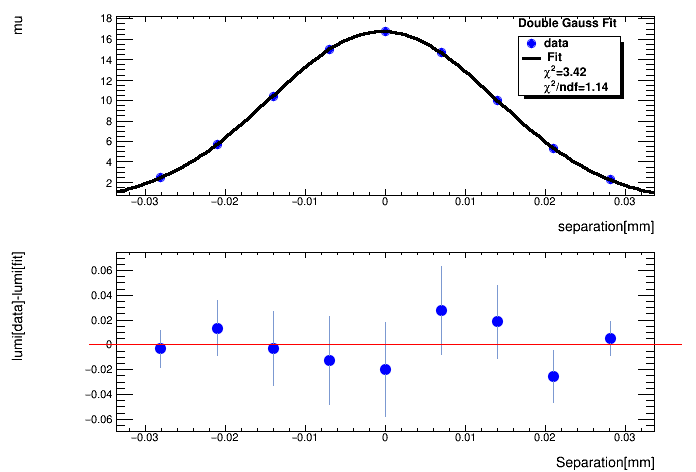 mu
Double Gauss Fit
data
Fit
χ²=3.42
χ²/ndf=1.14
18
16
14
12
10
8
6
4
2
−0.03 −0.02 −0.01 0 0.01 0.02 0.03
separation[mm]
lumi[data]-lumi[fit]
0.06
0.04
0.02
0
−0.02
−0.04
−0.06
−0.03 −0.02 −0.01 0 0.01 0.02 0.03
Separation[mm]